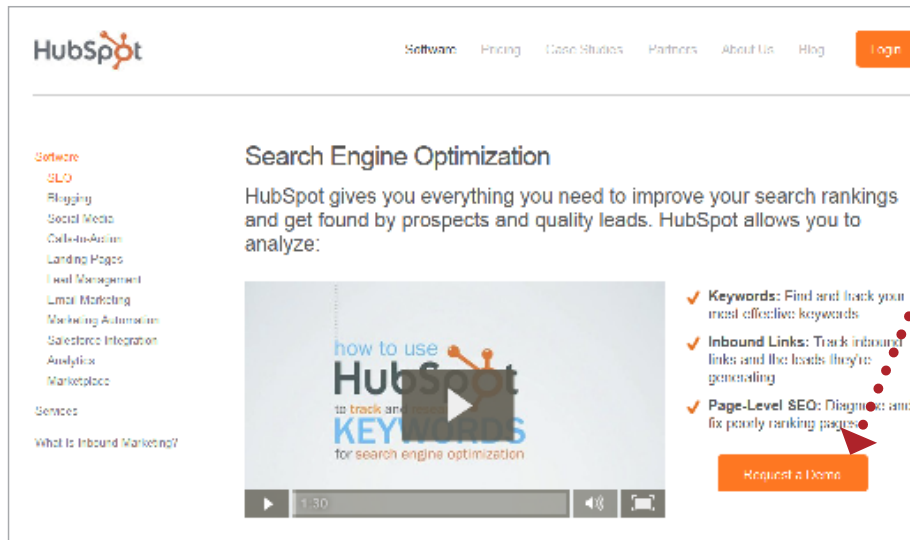 HubSpot
Software Pricing Case Studies Partners About Us Blog Login
Software
SEO
Blogging
Social Media
Calls-to-Action
Landing Pages
Lead Management
Email Marketing
Marketing Automation
Salesforce Integration
Analytics
Marketplace
Services
What is Inbound Marketing?
Search Engine Optimization
HubSpot gives you everything you need to improve your search rankings
and get found by prospects and quality leads. HubSpot allows you to
analyze:
how to use
HubSpot
to track and
KEYWORDS
for search engine optimization
1:30
Keywords: Find and track your
most effective keywords
Inbound Links: Track inbound
links and the leads they're
generating
Page-Level SEO: Diagnose and
fix poorly ranking pages
Request a Demo